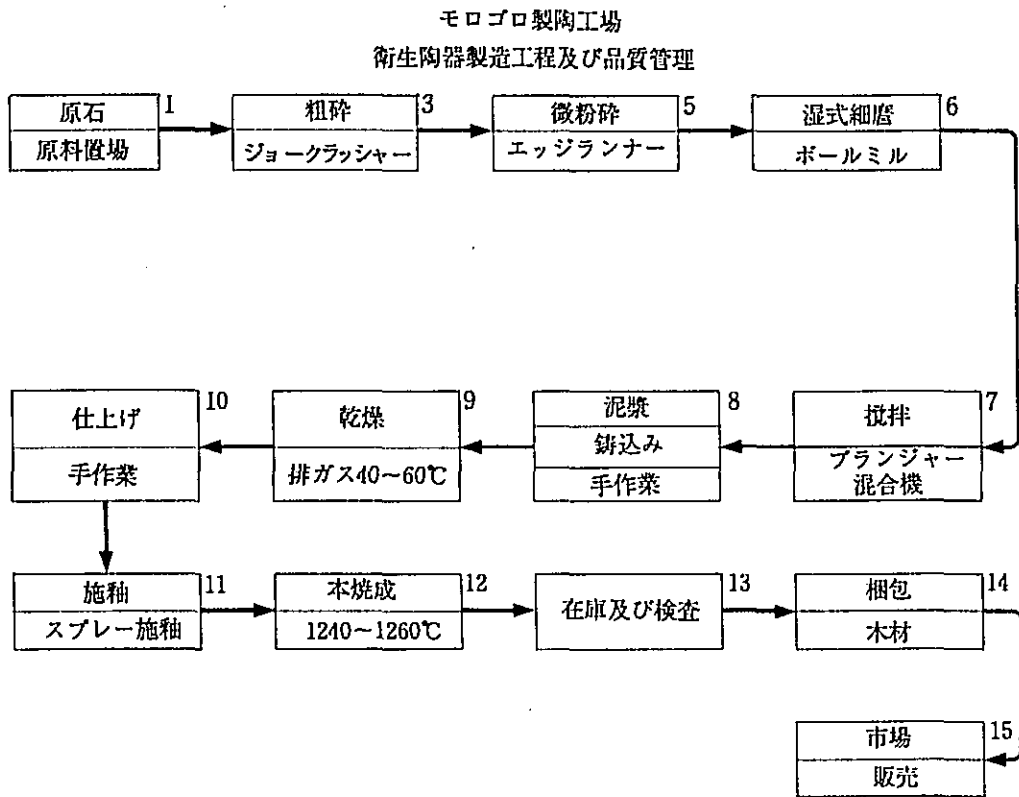 モロゴロ製陶工場
衛生陶器製造工程及び品質管理
原石
原料置場
1
粗砕
ジョークラッシャー
3
微粉砕
エッジランナー
5
湿式細磨
ボールミル
6
撹拌
プランジャー
混合機
7
泥漿
鋳込み
手作業
8
乾燥
排ガス40〜60℃
9
仕上げ
手作業
10
施釉
スプレー施釉
11
本焼成
1240〜1260℃
12
在庫及び検査
13
梱包
木材
14
市場
販売
15